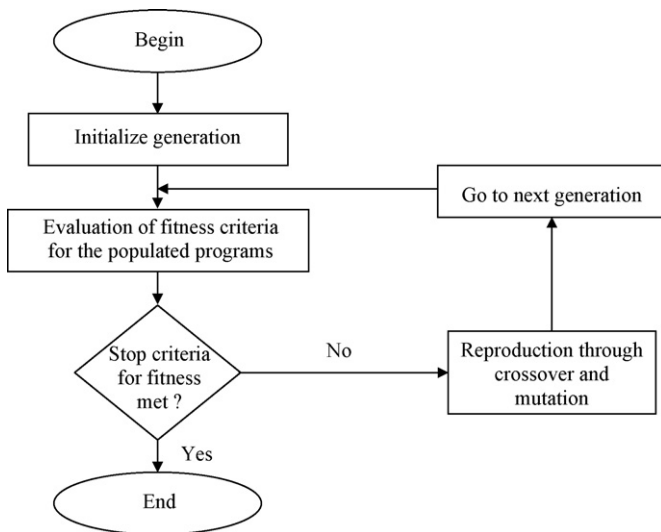 Begin
Initialize generation
Go to next generation
Evaluation of fitness criteria
for the populated programs
Stop criteria
for fitness
met ?
No
Reproduction through
crossover and
mutation
Yes
End